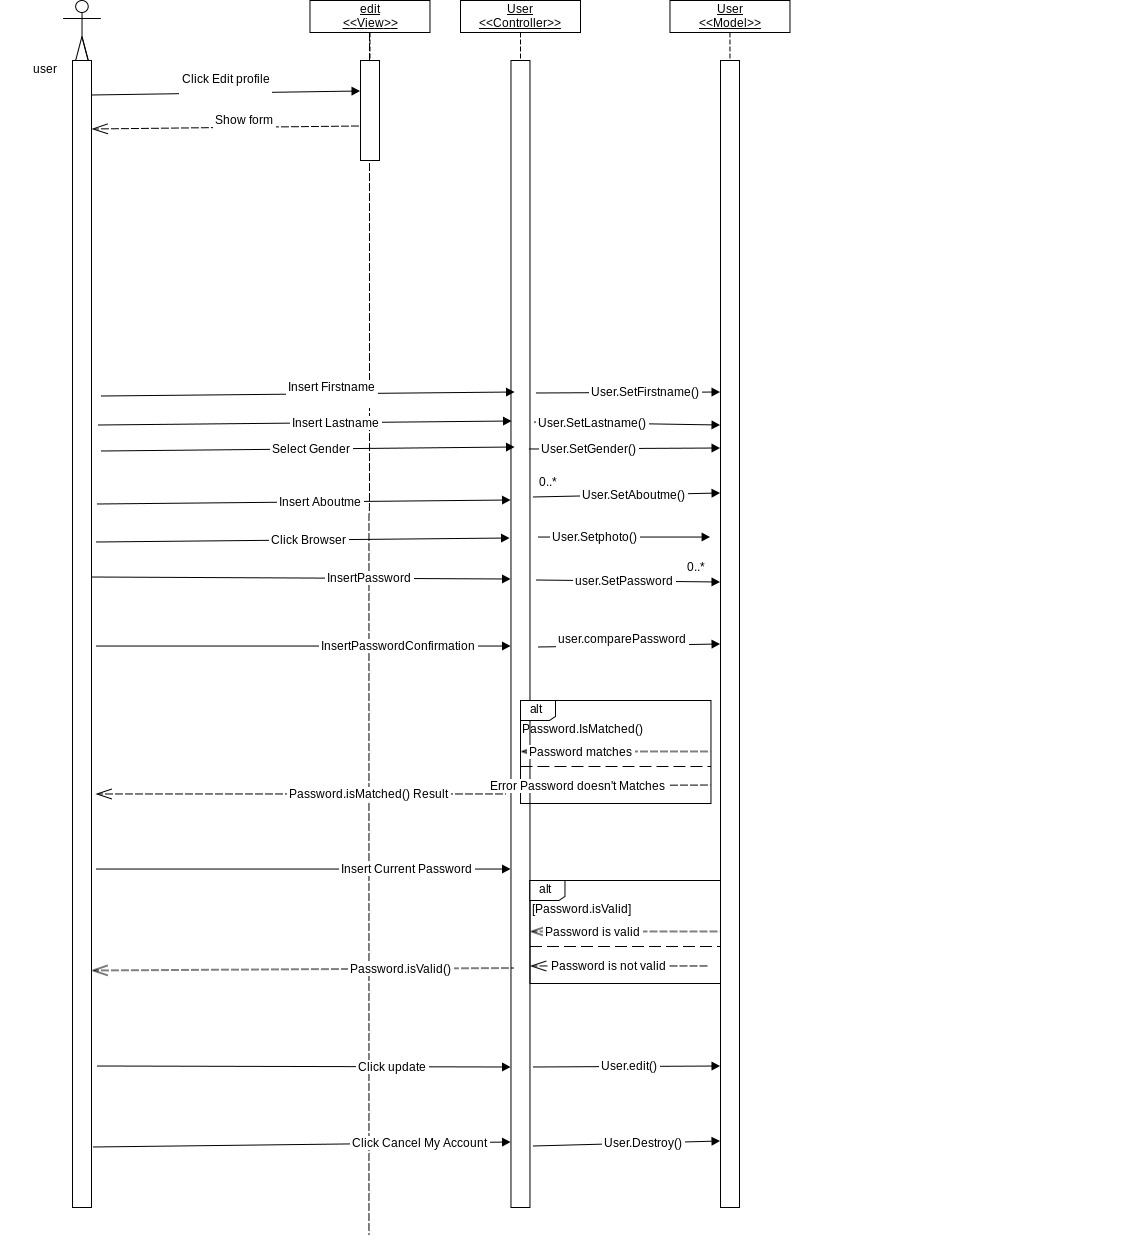 edit
<<View>>
User
<<Controller>>
User
<<Model>>
user
Click Edit profile
Show form
Insert Firstname
User.SetFirstname()
Insert Lastname
User.SetLastname()
Select Gender
User.SetGender()
0..*
Insert Aboutme
User.SetAboutme()
Click Browser
User.Setphoto()
0..*
InsertPassword
user.SetPassword
InsertPasswordConfirmation
user.comparePassword
alt
Password.IsMatched()
Password matches
Error Password doesn't Matches
Password.isMatched() Result
Insert Current Password
alt
[Password.isValid]
Password is valid
Password is not valid
Password.isValid()
Click update
User.edit()
Click Cancel My Account
User.Destroy()